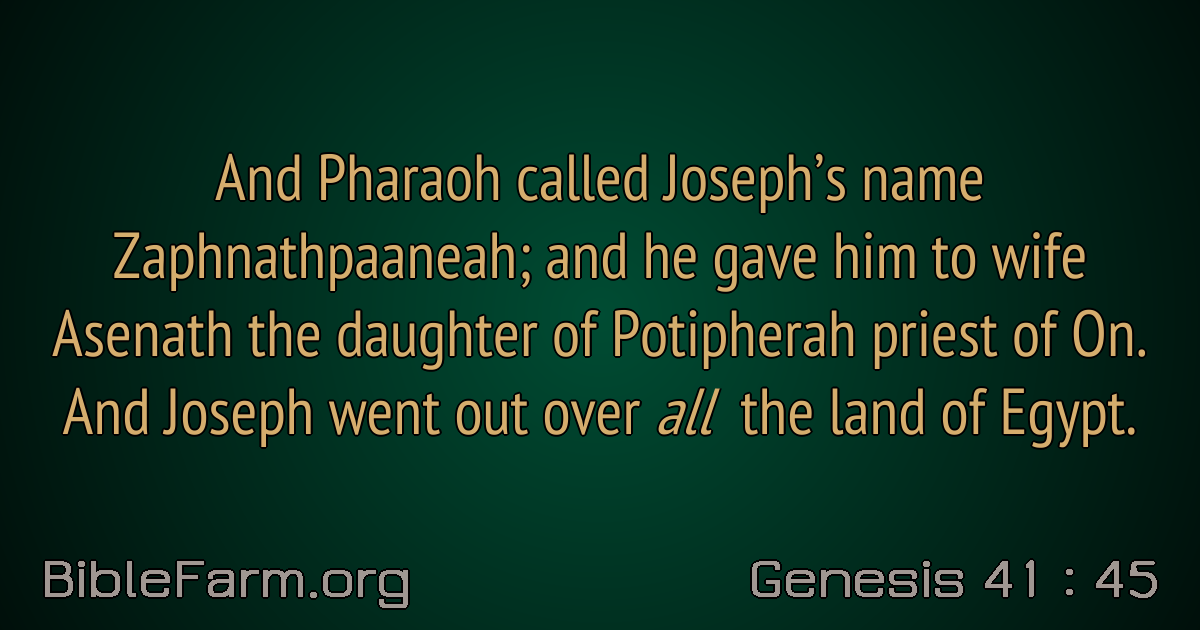 And Pharaoh called Joseph’s name
Zaphnathpaaneah; and he gave him to wife
Asenath the daughter of Potipherah priest of On.
And Joseph went out over all the land of Egypt.
BibleFarm.org
Genesis 41 : 45